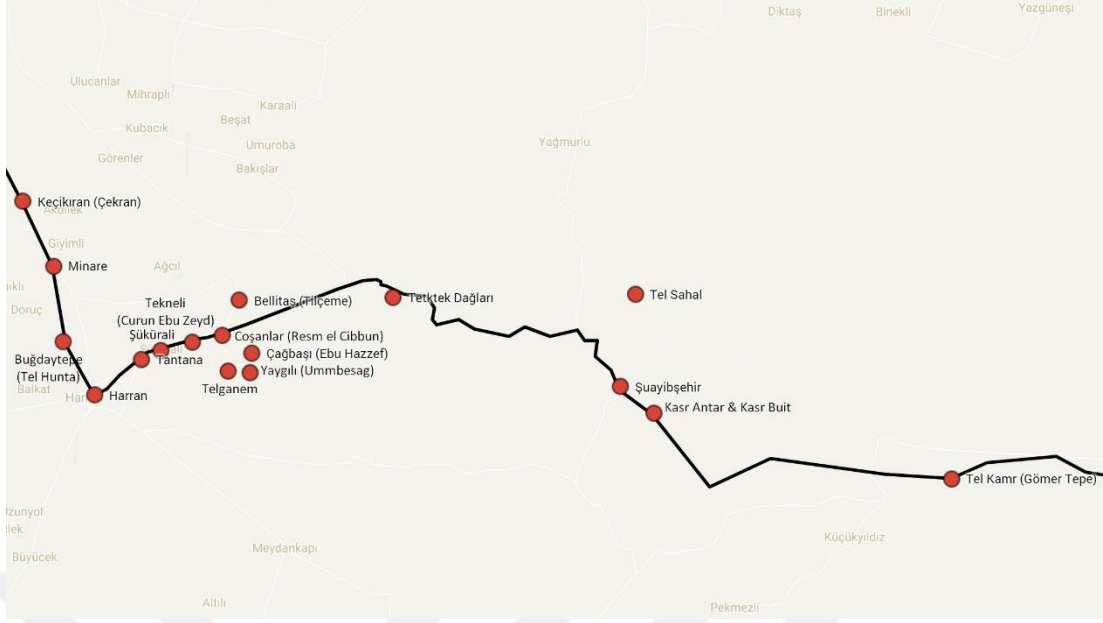 Diktaş
Binekli
Yazgüneşi
Ulucanlar
Mihraplı
Karaali
Beşat
Kubacık
Umuroba
Yağmurlu
Görenler
Bakışlar
Keçikıran (Çekran)
Akdilek
Giyimli
Minare
Ağcıl
Doruç
Tekneli
(Curun Ebu Zeyd)
Bellitaş (Tilçeme)
Tetktek Dağları
Tel Sahal
Şükürali
Coşanlar (Resm el Cibbun)
Çağbaşı (Ebu Hazzef)
Buğdaytepe
(Tel Hunta)
Tantana
Yaygılı (Ummbesag)
Telganem
Balkat
Harran
Şuayibşehir
Kasr Antar & Kasr Buit
Tel Kamr (Gömer Tepe)
Meydankapı
Küçükyıldız
Büyücek
Altılı
Pekmezli